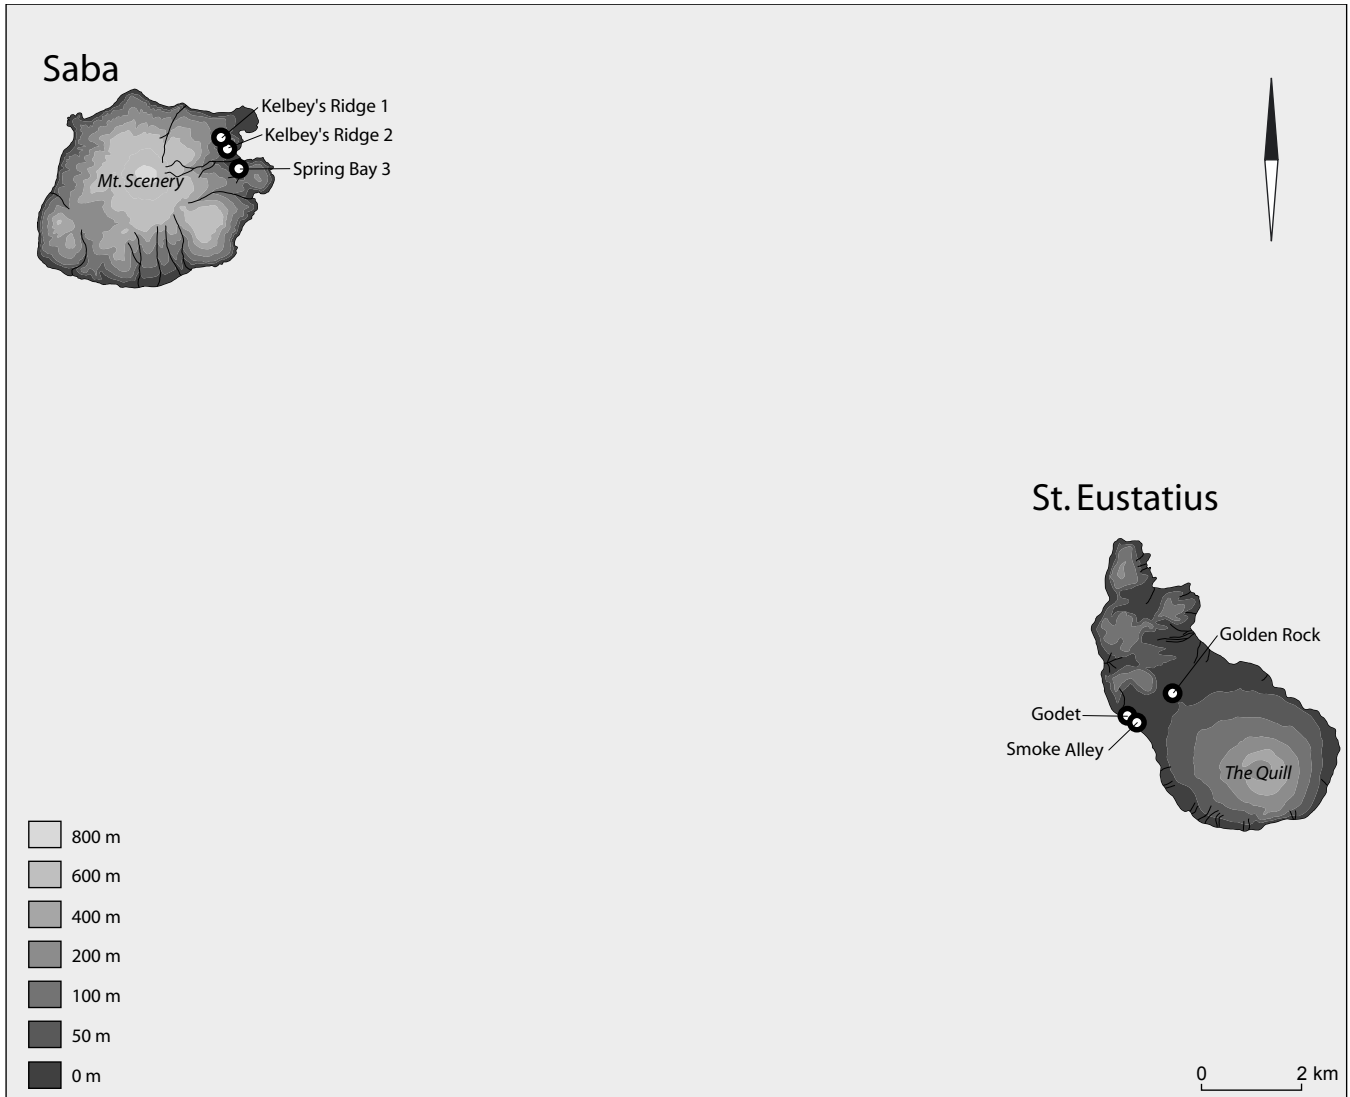 Saba
Kelbey's Ridge 1
Kelbey's Ridge 2
Spring Bay 3
Mt. Scenery
St. Eustatius
Golden Rock
Godet
Smoke Alley
The Quill
800 m
600 m
400 m
200 m
100 m
50 m
0 m
0 2 km